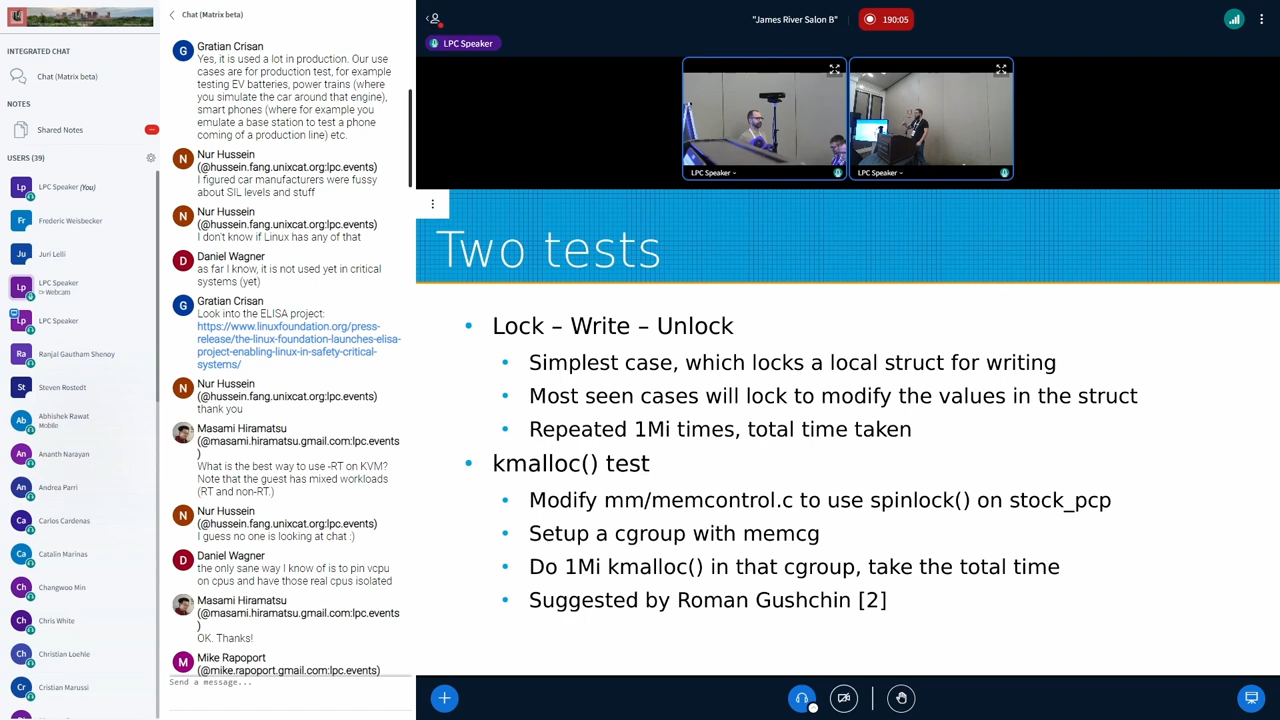 INTEGRATED CHAT
Chat (Matrix beta)
NOTES
Shared Notes
USERS (39)
Lp
LPC Speaker (You)
Fr
Frederic Weisbecker
Ju
Juri Lelli
Lp
LPC Speaker
Webcam
Lp
LPC Speaker
Ra
Ranjal Gautham Shenoy
St
Steven Rostedt
Ab
Abhishek Rawat
Mobile
An
Ananth Narayan
An
Andrea Parri
Ca
Carlos Cardenas
Ca
Catalin Marinas
Ch
Changwoo Min
Ch
Chris White
Ch
Christian Loehle
Cr
Cristian Marussi
Chat (Matrix beta)
G
Gratian Crisan
Yes, it is used a lot in production. Our use
cases are for production test, for example
testing EV batteries, power trains (where
you simulate the car around that engine),
smart phones (where for example you
emulate a base station to test a phone
coming of a production line) etc.
N
Nur Hussein
(@hussein.fang.unixcat.org:lpc.events)
I figured car manufacturers were fussy
about SIL levels and stuff
N
Nur Hussein
(@hussein.fang.unixcat.org:lpc.events)
I don't know if Linux has any of that
D
Daniel Wagner
as far I know, it is not used yet in critical
systems (yet)
G
Gratian Crisan
Look into the ELISA project:
https://www.linuxfoundation.org/press-
release/the-linux-foundation-launches-elisa-
project-enabling-linux-in-safety-critical-
systems/
N
Nur Hussein
(@hussein.fang.unixcat.org:lpc.events)
thank you
Masami Hiramatsu
(@masami.hiramatsu.gmail.com:lpc.events
)
What is the best way to use -RT on KVM?
Note that the guest has mixed workloads
(RT and non-RT.)
N
Nur Hussein
(@hussein.fang.unixcat.org:lpc.events)
I guess no one is looking at chat :)
D
Daniel Wagner
the only sane way I know of is to pin vcpu
on cpus and have those real cpus isolated
Masami Hiramatsu
(@masami.hiramatsu.gmail.com:lpc.events
)
OK. Thanks!
M
Mike Rapoport
(@mike.rapoport.gmail.com:lpc.events)
Send a message...
"James River Salon B"
190:05
LPC Speaker
LPC Speaker
LPC Speaker
Two tests
• Lock – Write – Unlock
• Simplest case, which locks a local struct for writing
• Most seen cases will lock to modify the values in the struct
• Repeated 1Mi times, total time taken
• kmalloc() test
• Modify mm/memcontrol.c to use spinlock() on stock_pcp
• Setup a cgroup with memcg
• Do 1Mi kmalloc() in that cgroup, take the total time
• Suggested by Roman Gushchin [2]